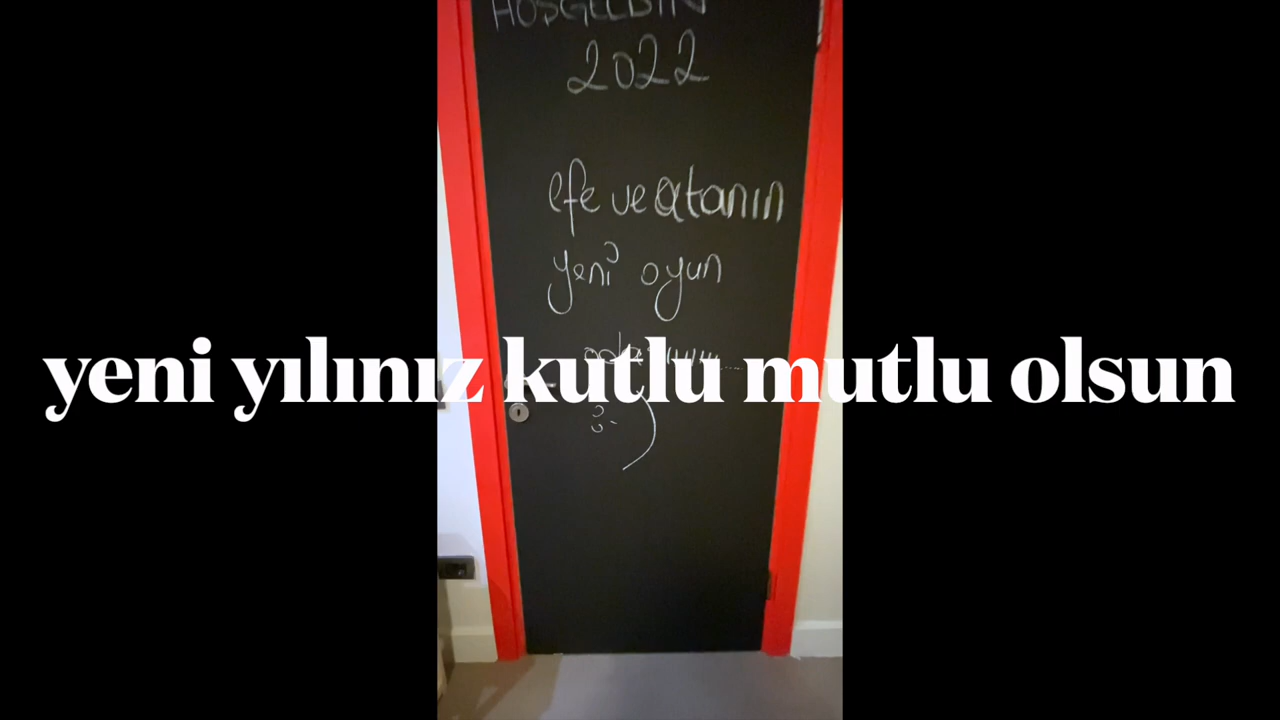 HOŞGELDİN
2022
efe ve atanın
yeni oyun
yeni yılınız kutlu mutlu olsun
:)